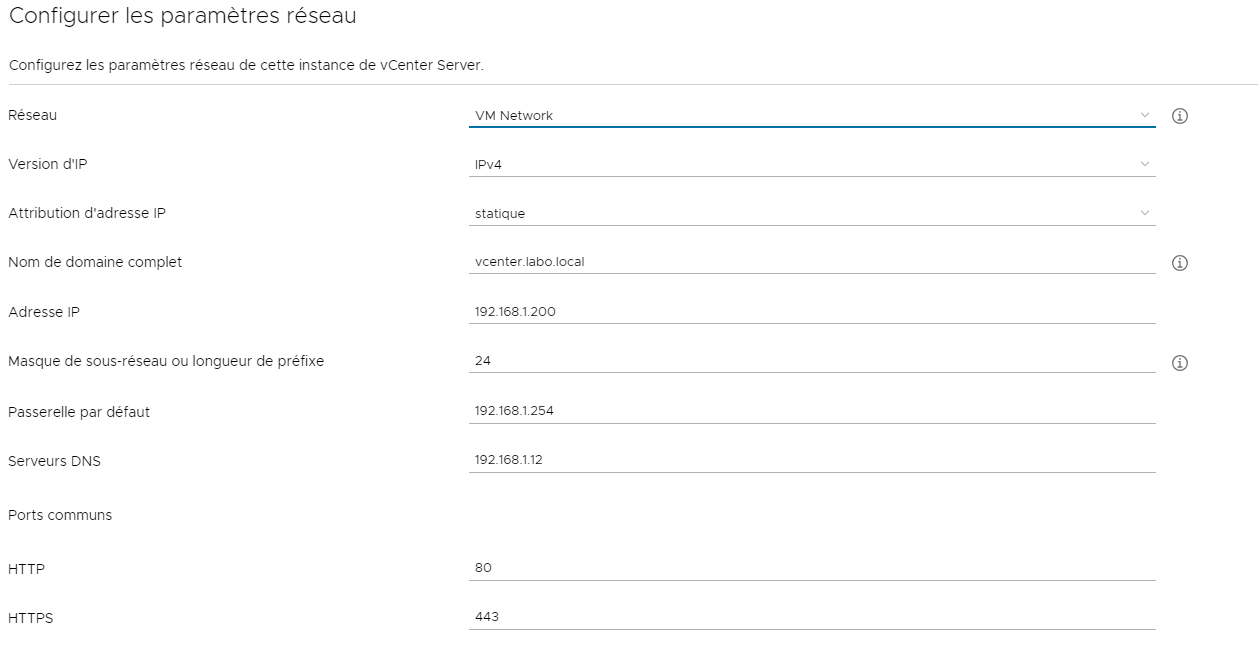 Configurer les paramètres réseau
Configurez les paramètres réseau de cette instance de vCenter Server.
Réseau VM Network
Version d'IP IPv4
Attribution d'adresse IP statique
Nom de domaine complet vcenter.labo.local
Adresse IP 192.168.1.200
Masque de sous-réseau ou longueur de préfixe 24
Passerelle par défaut 192.168.1.254
Serveurs DNS 192.168.1.12
Ports communs
HTTP 80
HTTPS 443